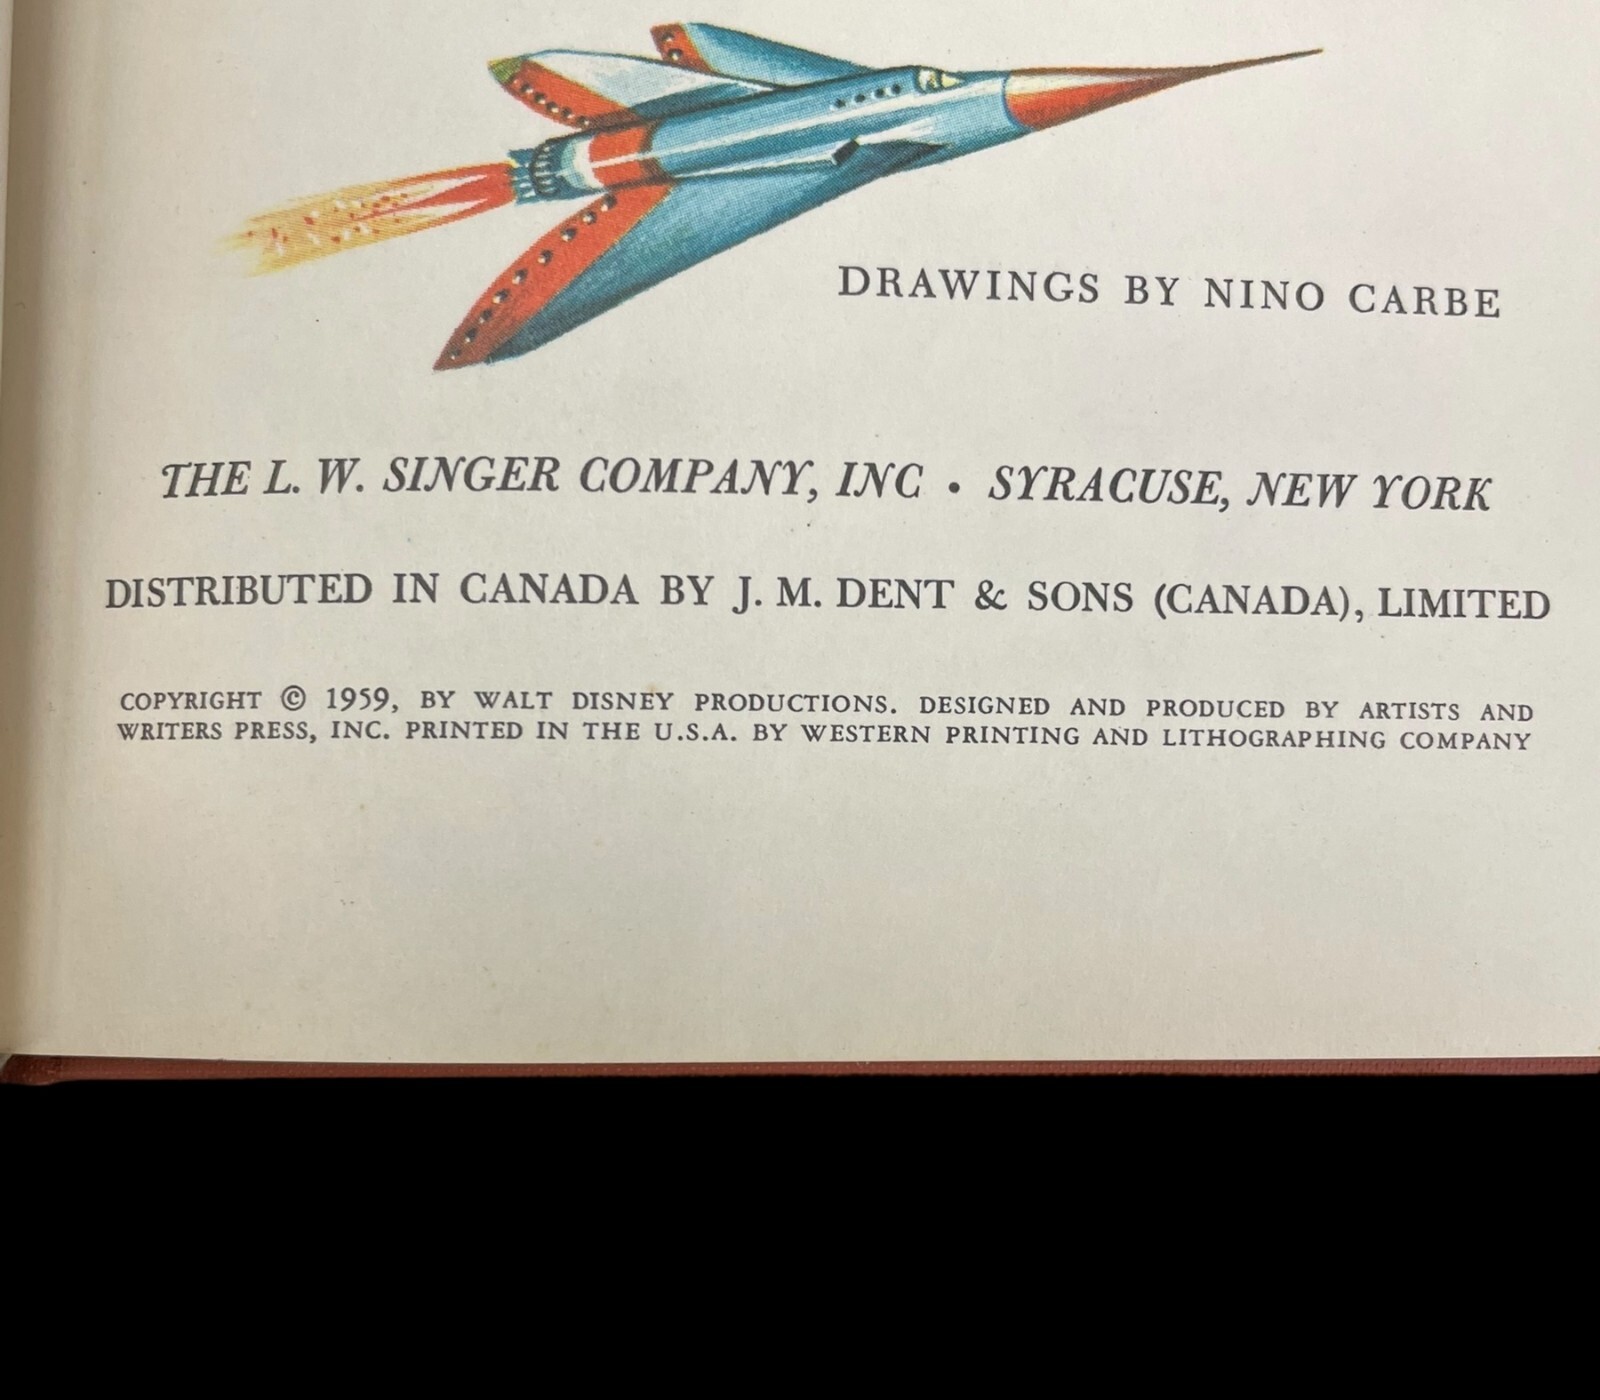 DRAWINGS BY NINO CARBE
THE L. W. SINGER COMPANY, INC • SYRACUSE, NEW YORK
DISTRIBUTED IN CANADA BY J. M. DENT & SONS (CANADA), LIMITED
COPYRIGHT © 1959, BY WALT DISNEY PRODUCTIONS. DESIGNED AND PRODUCED BY ARTISTS AND
WRITERS PRESS, INC. PRINTED IN THE U.S.A. BY WESTERN PRINTING AND LITHOGRAPHING COMPANY